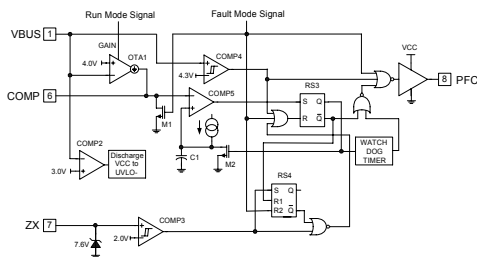 Run Mode Signal
Fault Mode Signal
VBUS 1
GAIN
OTA1
4.0V
COMP4
4.3V
VCC
8 PFC
COMP 6
COMP5
M1
RS3
S Q
R Q
C1
M2
WATCH
DOG
TIMER
COMP2
3.0V
Discharge
VCC to
UVLO-
RS4
S Q
R1
R2 Q
ZX 7
COMP3
7.6V
2.0V